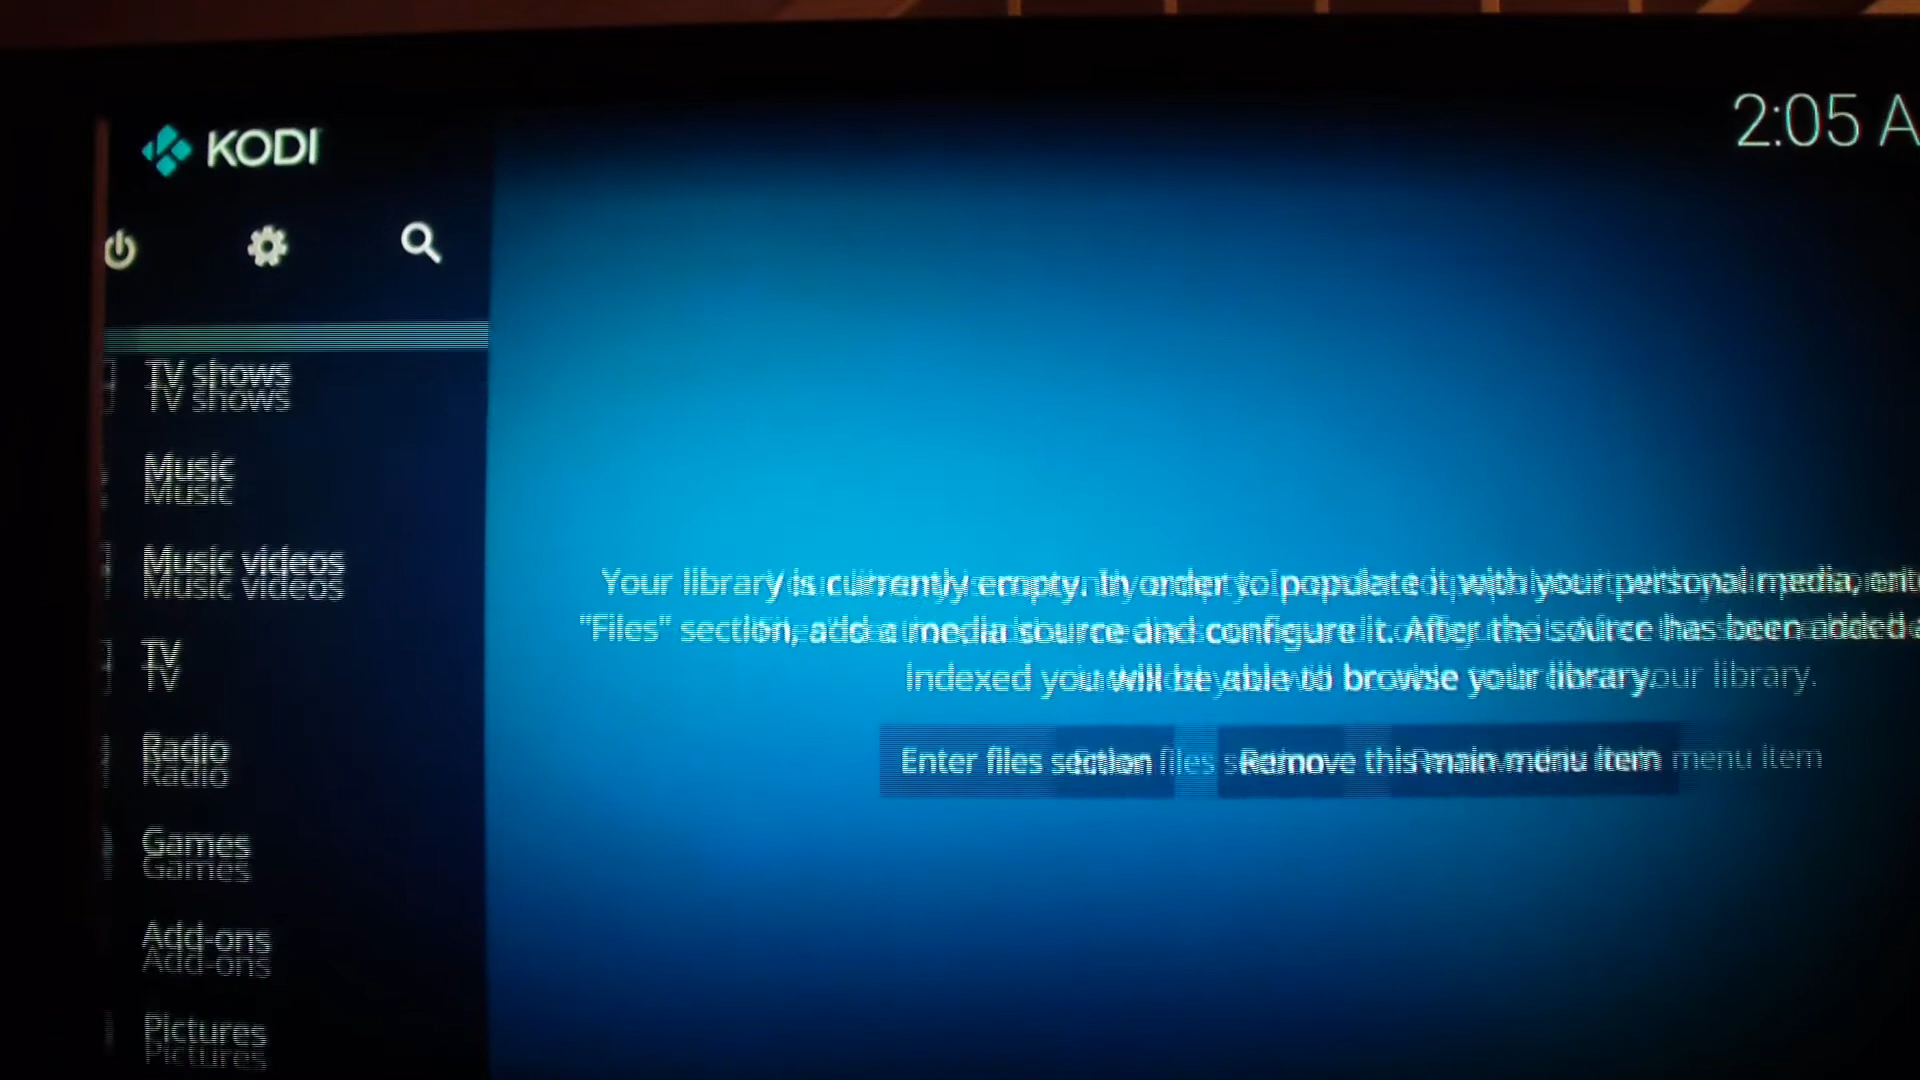 KODI
2:05 A
TV shows
Music
Music videos
TV
Radio
Games
Add-ons
Pictures
Your library is currently empty. In order to populate it with your personal media, ent
"Files" section, add a media source and configure it. After the source has been added a
indexed you will be able to browse your library.
Enter files section
Remove this main menu item